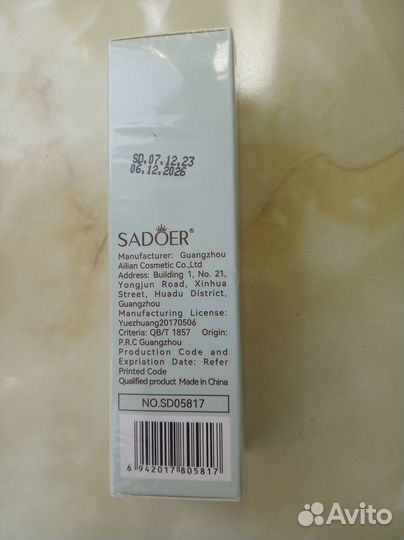 SD.07.12.23
06.12.2026
SADOER®
Manufacturer: Guangzhou
Ailian Cosmetic Co.,Ltd
Address: Building 1, No. 21,
Yongjun Road, Xinhua
Street, Huadu District,
Guangzhou
Manufacturing License:
Yuezhuang20170506
Criteria: QB/T 1857 Origin:
P.R.C Guangzhou
Production Code and
Expriation Date: Refer
Printed Code
Qualified product Made In China
NO.SD05817
6 942017 805817
Avito